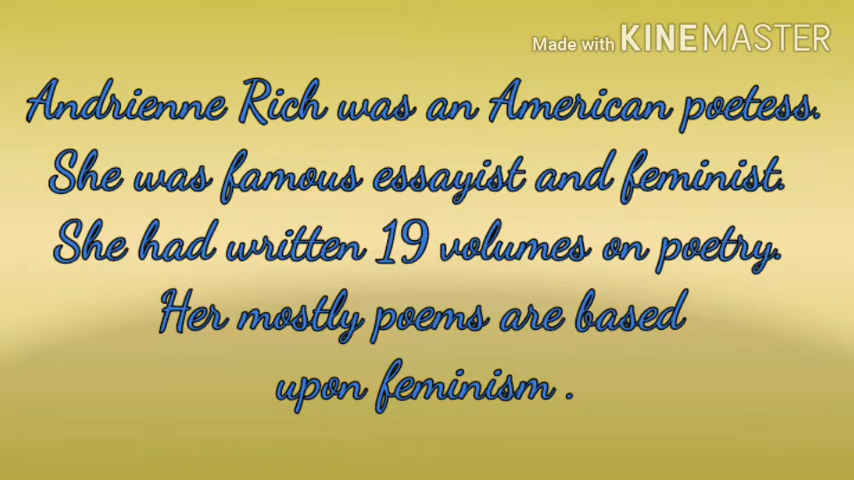 Made with KINEMASTER
Andrienne Rich was an American poetess.
She was famous essayist and feminist.
She had written 19 volumes on poetry.
Her mostly poems are based
upon feminism .